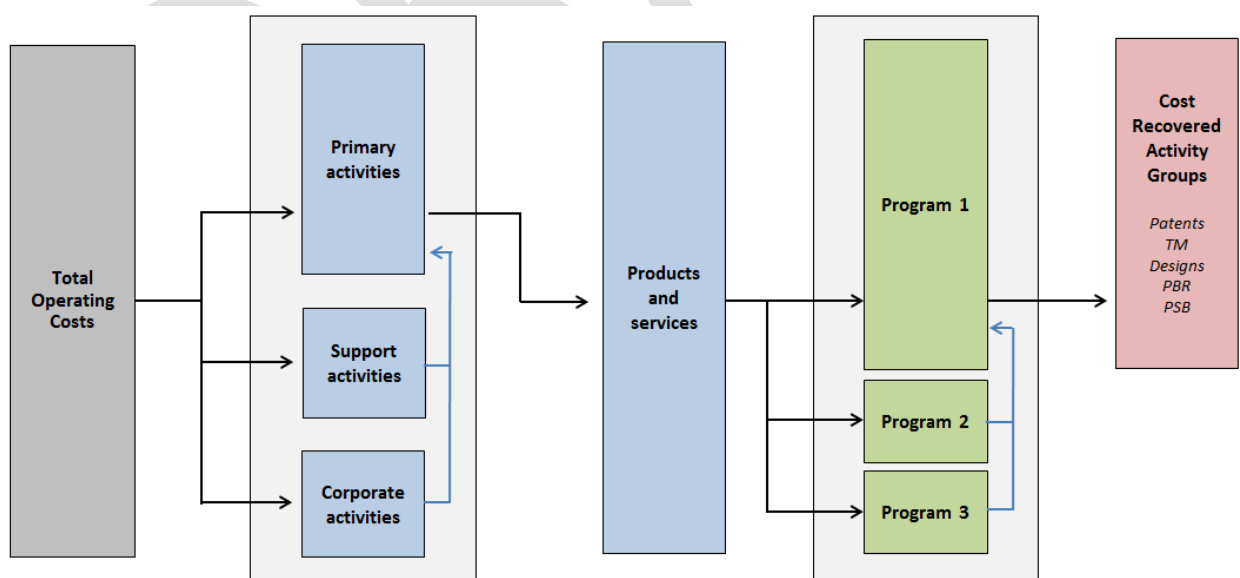 Total
Operating
Costs
Primary
activities
Support
activities
Corporate
activities
Products
and
services
Program 1
Program 2
Program 3
Cost
Recovered
Activity
Groups
Patents
TM
Designs
PBR
PSB